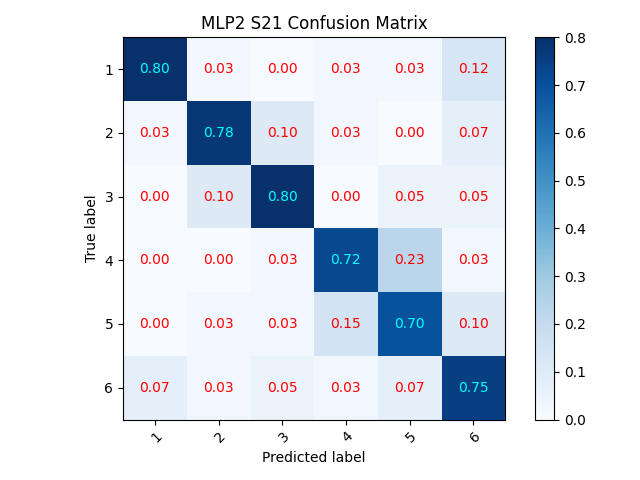 MLP2 S21 Confusion Matrix
1 0.80 0.03 0.00 0.03 0.03 0.12
2 0.03 0.78 0.10 0.03 0.00 0.07
3 0.00 0.10 0.80 0.00 0.05 0.05
4 0.00 0.00 0.03 0.72 0.23 0.03
5 0.00 0.03 0.03 0.15 0.70 0.10
6 0.07 0.03 0.05 0.03 0.07 0.75
1 2 3 4 5 6
Predicted label
True label
0.8
0.7
0.6
0.5
0.4
0.3
0.2
0.1
0.0